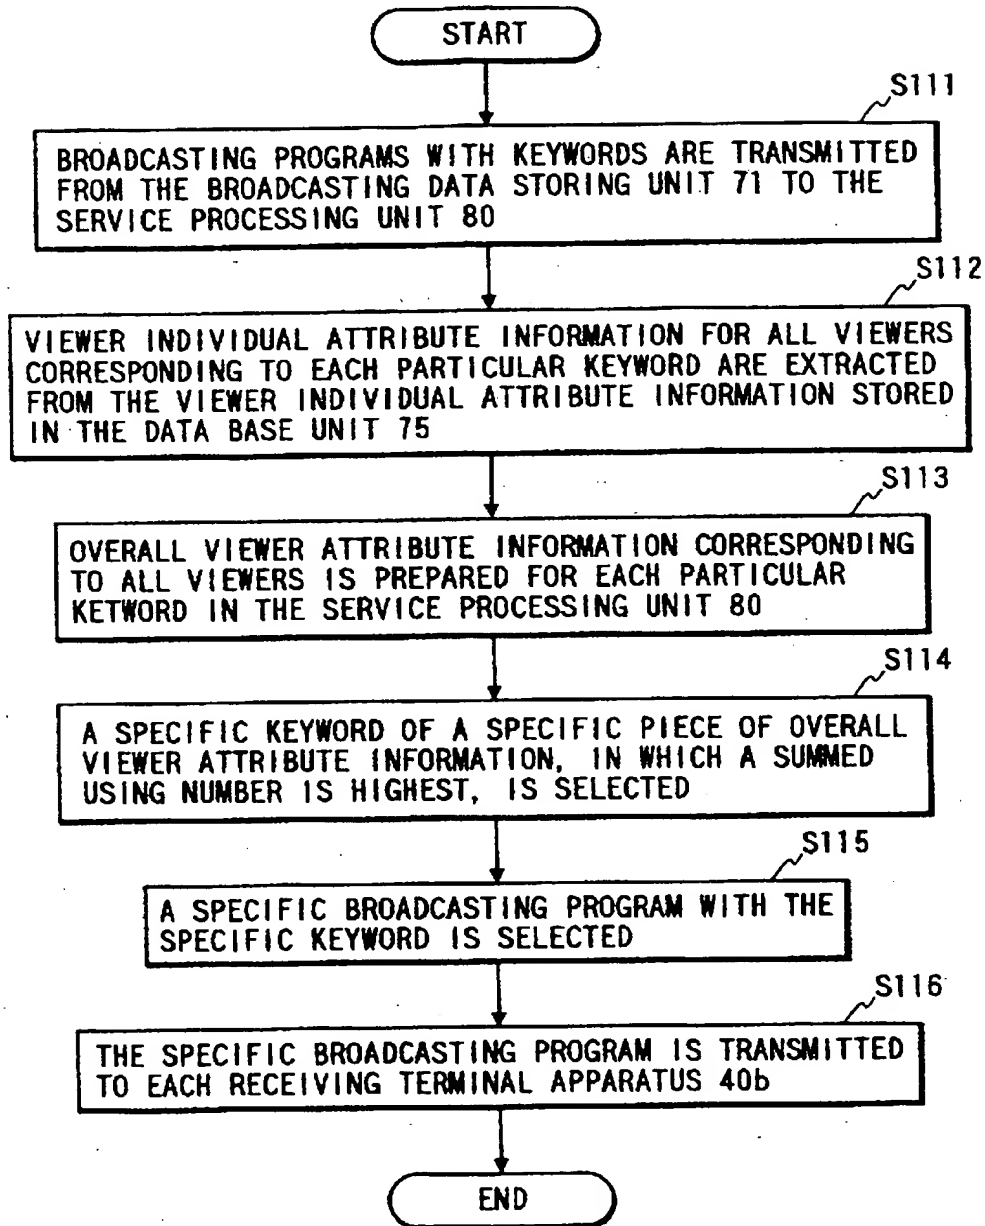 START
S111
BROADCASTING PROGRAMS WITH KEYWORDS ARE TRANSMITTED
FROM THE BROADCASTING DATA STORING UNIT 71 TO THE
SERVICE PROCESSING UNIT 80
S112
VIEWER INDIVIDUAL ATTRIBUTE INFORMATION FOR ALL VIEWERS
CORRESPONDING TO EACH PARTICULAR KEYWORD ARE EXTRACTED
FROM THE VIEWER INDIVIDUAL ATTRIBUTE INFORMATION STORED
IN THE DATA BASE UNIT 75
S113
OVERALL VIEWER ATTRIBUTE INFORMATION CORRESPONDING
TO ALL VIEWERS IS PREPARED FOR EACH PARTICULAR
KETWORD IN THE SERVICE PROCESSING UNIT 80
S114
A SPECIFIC KEYWORD OF A SPECIFIC PIECE OF OVERALL
VIEWER ATTRIBUTE INFORMATION, IN WHICH A SUMMED
USING NUMBER IS HIGHEST, IS SELECTED
S115
A SPECIFIC BROADCASTING PROGRAM WITH THE
SPECIFIC KEYWORD IS SELECTED
S116
THE SPECIFIC BROADCASTING PROGRAM IS TRANSMITTED
TO EACH RECEIVING TERMINAL APPARATUS 40b
END